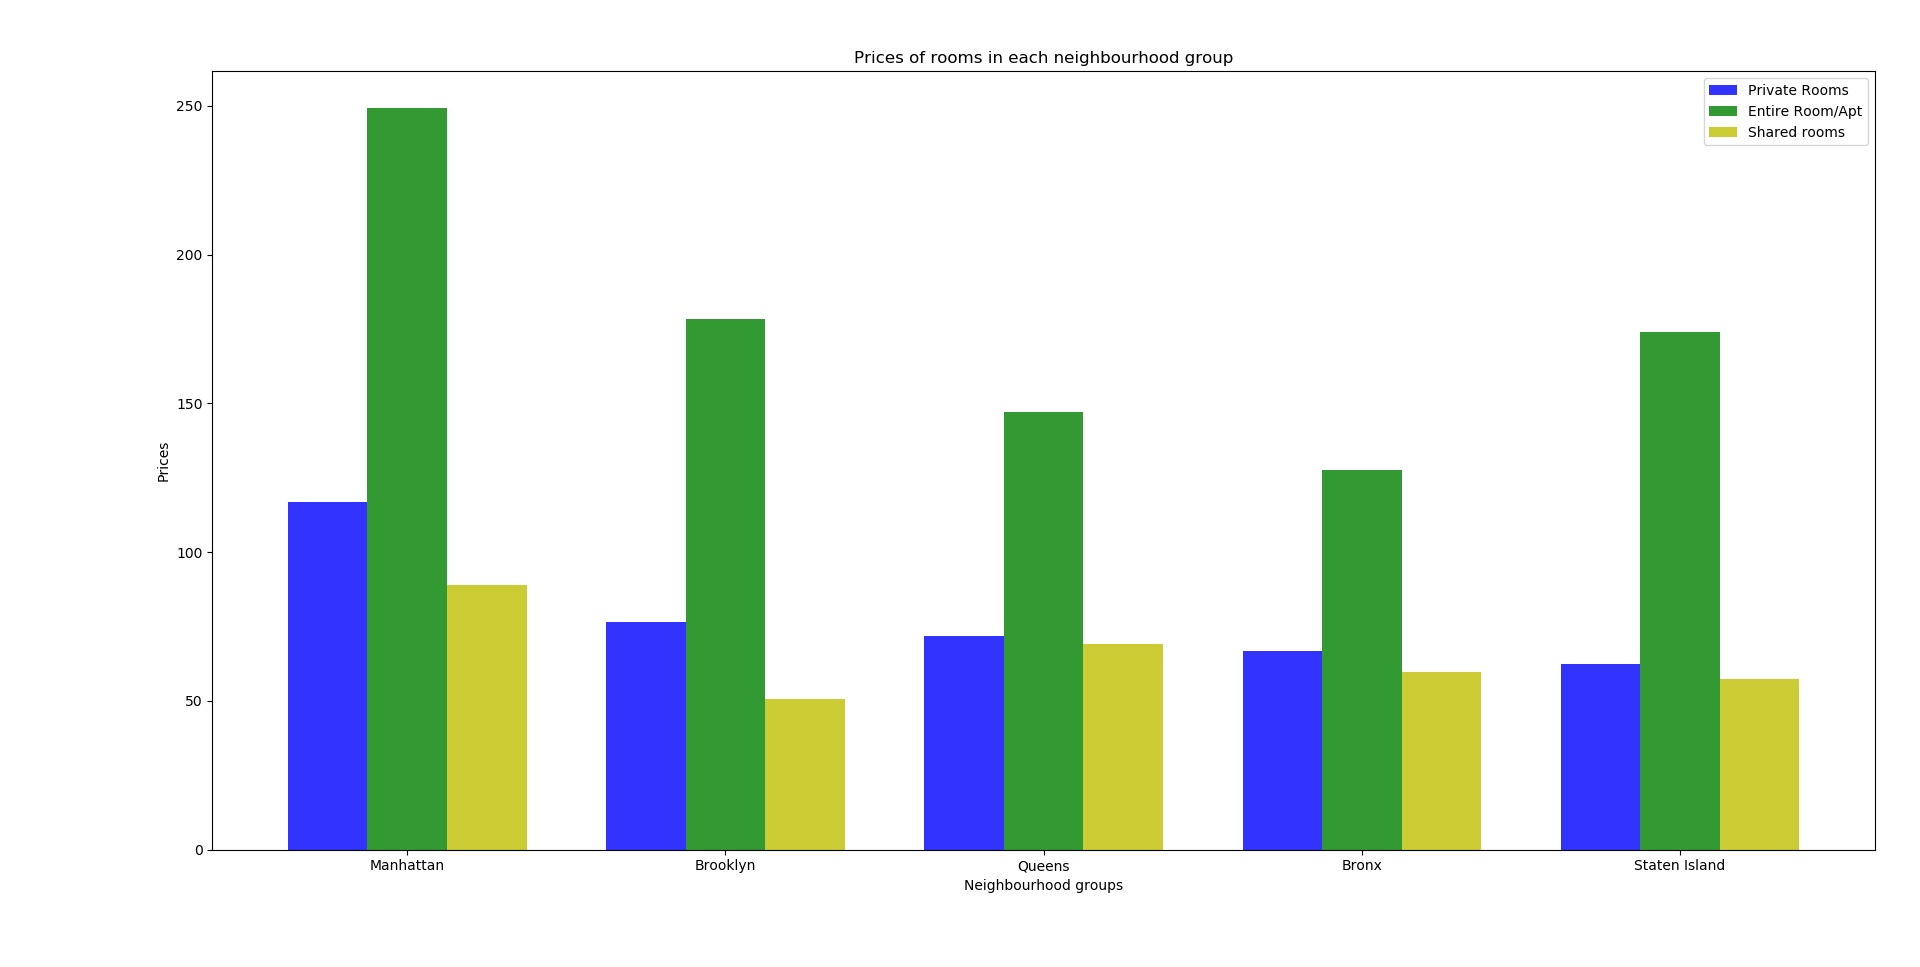 Prices of rooms in each neighbourhood group
Private Rooms
Entire Room/Apt
Shared rooms
250
200
150
100
50
0
Prices
Manhattan
Brooklyn
Queens
Bronx
Staten Island
Neighbourhood groups